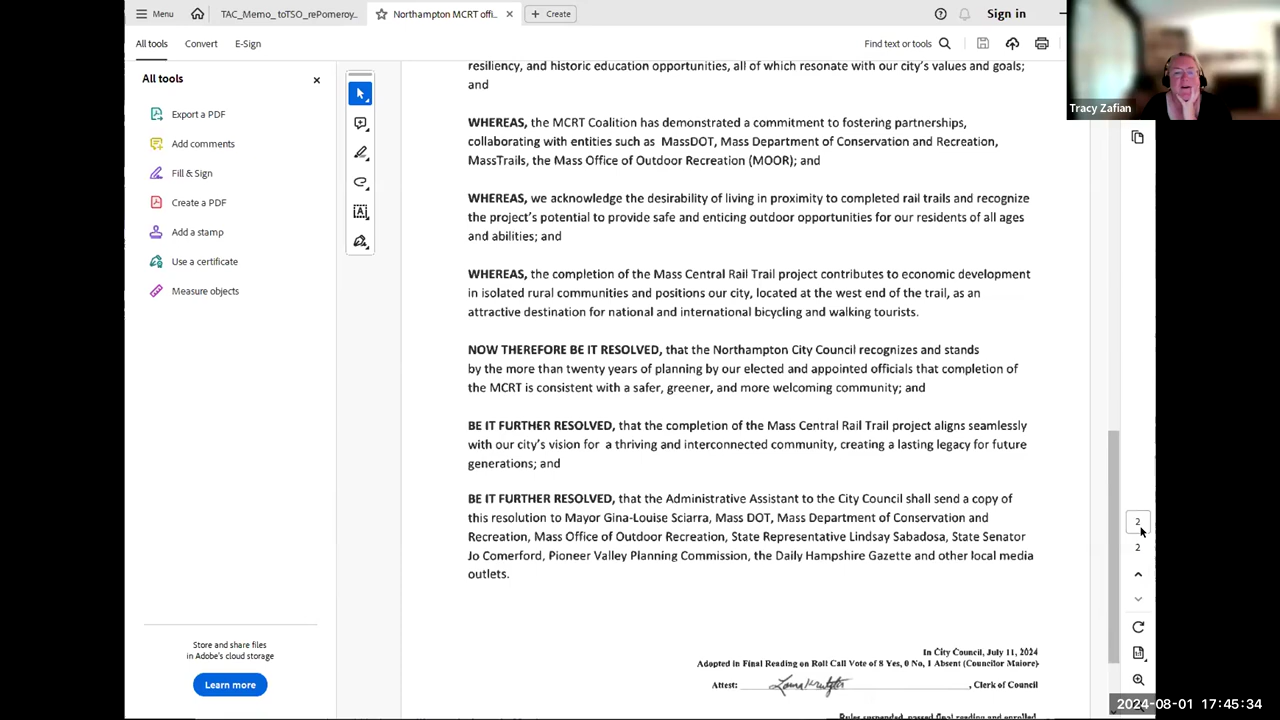 Menu
TAC_Memo_toTSO_rePomeroy..
Northampton MCRT offi...
Create
Sign in
All tools
Convert
E-Sign
Find text or tools
Tracy Zafian
All tools
Export a PDF
Add comments
Fill & Sign
Create a PDF
Add a stamp
Use a certificate
Measure objects
Store and share files
in Adobe's cloud storage
Learn more
resiliency, and historic education opportunities, all of which resonate with our city's values and goals;
and
WHEREAS, the MCRT Coalition has demonstrated a commitment to fostering partnerships,
collaborating with entities such as MassDOT, Mass Department of Conservation and Recreation,
MassTrails, the Mass Office of Outdoor Recreation (MOOR); and
WHEREAS, we acknowledge the desirability of living in proximity to completed rail trails and recognize
the project's potential to provide safe and enticing outdoor opportunities for our residents of all ages
and abilities; and
WHEREAS, the completion of the Mass Central Rail Trail project contributes to economic development
in isolated rural communities and positions our city, located at the west end of the trail, as an
attractive destination for national and international bicycling and walking tourists.
NOW THEREFORE BE IT RESOLVED, that the Northampton City Council recognizes and stands
by the more than twenty years of planning by our elected and appointed officials that completion of
the MCRT is consistent with a safer, greener, and more welcoming community; and
BE IT FURTHER RESOLVED, that the completion of the Mass Central Rail Trail project aligns seamlessly
with our city's vision for a thriving and interconnected community, creating a lasting legacy for future
generations; and
BE IT FURTHER RESOLVED, that the Administrative Assistant to the City Council shall send a copy of
this resolution to Mayor Gina-Louise Sciarra, Mass DOT, Mass Department of Conservation and
Recreation, Mass Office of Outdoor Recreation, State Representative Lindsay Sabadosa, State Senator
Jo Comerford, Pioneer Valley Planning Commission, the Daily Hampshire Gazette and other local media
outlets.
In City Council, July 11, 2024
Adopted in Final Reading on Roll Call Vote of 8 Yes, 0 No, 1 Absent (Councilor Maiore)
Attest: , Clerk of Council
Rules suspended, passed final reading and enrolled
2
2
2024-08-01 17:45:34